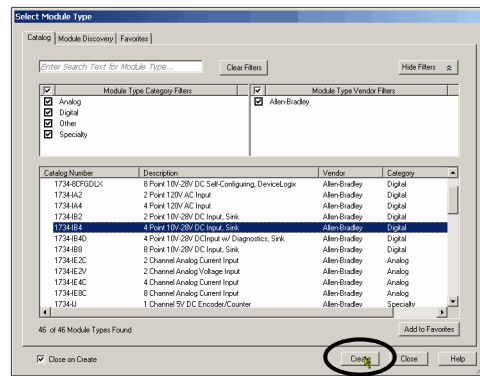 Select Module Type
Catalog Module Discovery Favorites
Enter Search Text for Module Type... Clear Filters Hide Filters
Module Type Category Filters Module Type Vendor Filters
Analog Allen-Bradley
Digital
Other
Specialty
Catalog Number Description Vendor Category
1734-8CFGDLX 8 Point 10V-28V DC Self-Configuring, DeviceLogix Allen-Bradley Digital
1734-IA2 2 Point 120V AC Input Allen-Bradley Digital
1734-IA4 4 Point 120V AC Input Allen-Bradley Digital
1734-IB2 2 Point 10V-28V DC Input, Sink Allen-Bradley Digital
1734-IB4 4 Point 10V-28V DC Input, Sink Allen-Bradley Digital
1734-IB4D 4 Point 10V-28V DCInput w/ Diagnostics, Sink Allen-Bradley Digital
1734-IB8 8 Point 10V-28V DC Input, Sink Allen-Bradley Digital
1734-IE2C 2 Channel Analog Current Input Allen-Bradley Analog
1734-IE2V 2 Channel Analog Voltage Input Allen-Bradley Analog
1734-IE4C 4 Channel Analog Current Input Allen-Bradley Analog
1734-IE8C 8 Channel Analog Current Input Allen-Bradley Analog
1734-IJ 1 Channel 5V DC Encoder/Counter Allen-Bradley Specialty
46 of 46 Module Types Found Add to Favorites
Close on Create Create Close Help